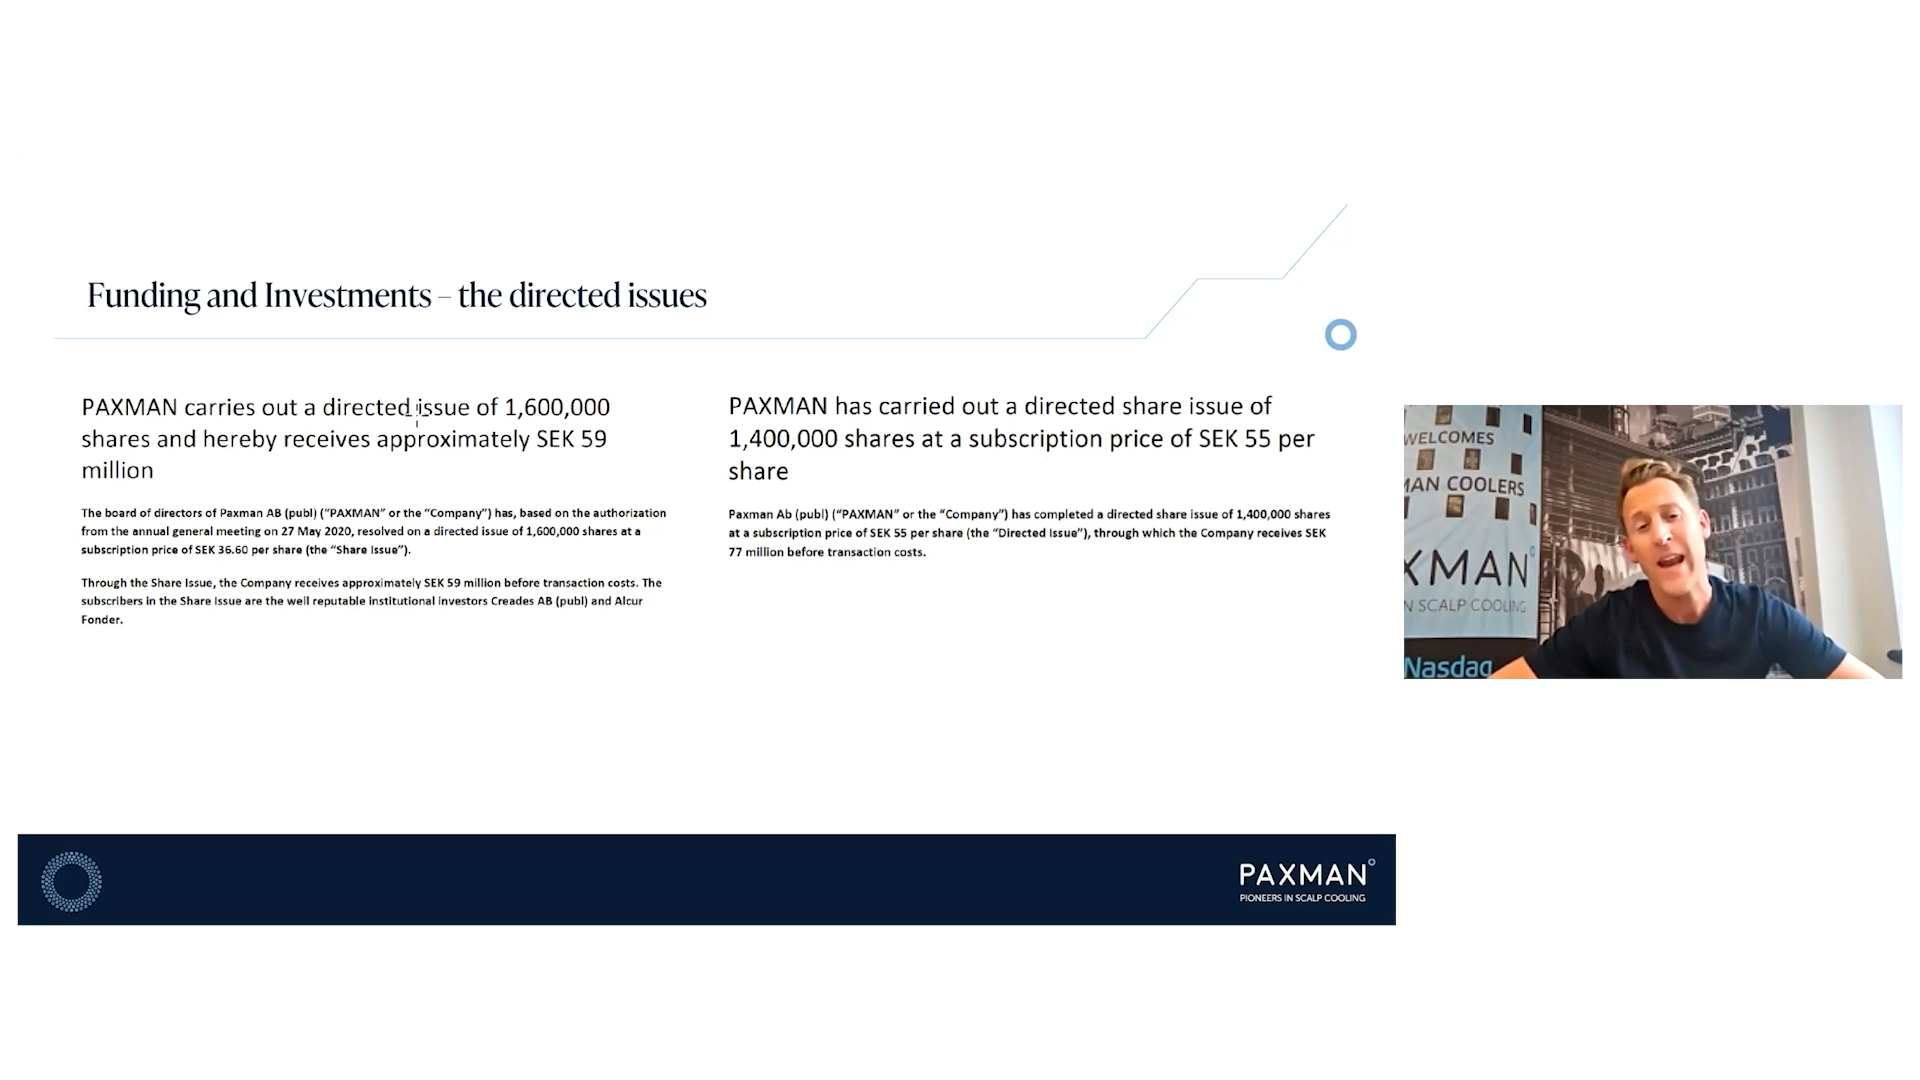 Funding and Investments – the directed issues
PAXMAN carries out a directed issue of 1,600,000
shares and hereby receives approximately SEK 59
million
The board of directors of Paxman AB (publ) (“PAXMAN” or the “Company”) has, based on the authorization
from the annual general meeting on 27 May 2020, resolved on a directed issue of 1,600,000 shares at a
subscription price of SEK 36.60 per share (the “Share Issue”).
Through the Share Issue, the Company receives approximately SEK 59 million before transaction costs. The
subscribers in the Share Issue are the well reputable institutional investors Creades AB (publ) and Alcur
Fonder.
PAXMAN has carried out a directed share issue of
1,400,000 shares at a subscription price of SEK 55 per
share
Paxman Ab (publ) (“PAXMAN” or the “Company”) has completed a directed share issue of 1,400,000 shares
at a subscription price of SEK 55 per share (the “Directed Issue”), through which the Company receives SEK
77 million before transaction costs.
WELCOMES
MAN COOLERS
XMAN
N SCALP COOLING
Nasdaq
PAXMAN
PIONEERS IN SCALP COOLING